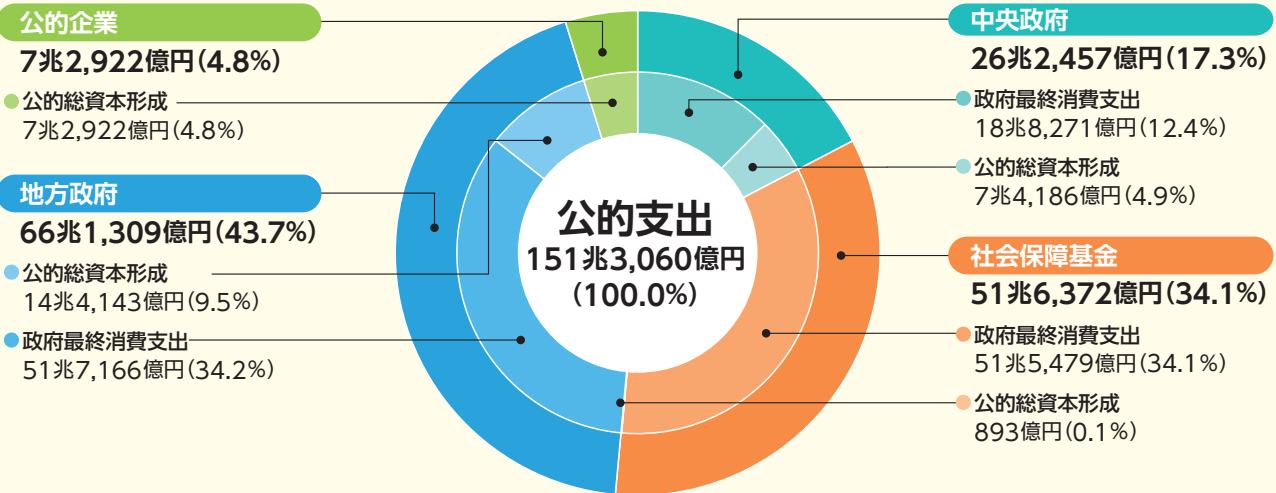 公的企業
7兆2,922億円(4.8%)
公的総資本形成
7兆2,922億円(4.8%)
地方政府
66兆1,309億円(43.7%)
公的総資本形成
14兆4,143億円(9.5%)
政府最終消費支出
51兆7,166億円(34.2%)
公的支出
151兆3,060億円
(100.0%)
中央政府
26兆2,457億円(17.3%)
政府最終消費支出
18兆8,271億円(12.4%)
公的総資本形成
7兆4,186億円(4.9%)
社会保障基金
51兆6,372億円(34.1%)
政府最終消費支出
51兆5,479億円(34.1%)
公的総資本形成
893億円(0.1%)